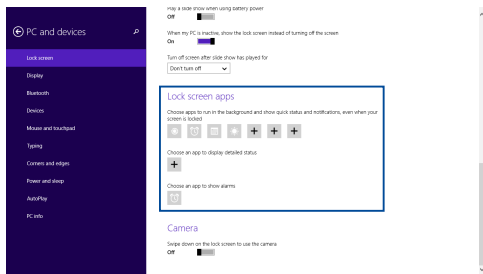 Play a slide show when using battery power
Off
PC and devices
When my PC is inactive, show the lock screen instead of turning off the screen
On
Lock screen
Turn off screen after slide show has played for
Don't turn off
Display
Bluetooth
Devices
Mouse and touchpad
Typing
Corners and edges
Power and sleep
AutoPlay
PC info
Lock screen apps
Choose apps to run in the background and show quick status and notifications, even when your
screen is locked
Choose an app to display detailed status
Choose an app to show alarms
Camera
Swipe down on the lock screen to use the camera
Off